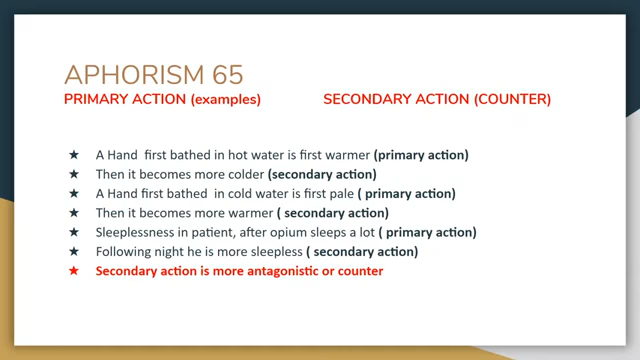 APHORISM 65
PRIMARY ACTION (examples) SECONDARY ACTION (COUNTER)
★ A Hand first bathed in hot water is first warmer (primary action)
★ Then it becomes more colder (secondary action)
★ A Hand first bathed in cold water is first pale ( primary action)
★ Then it becomes more warmer ( secondary action)
★ Sleeplessness in patient, after opium sleeps a lot ( primary action)
★ Following night he is more sleepless ( secondary action)
★ Secondary action is more antagonistic or counter